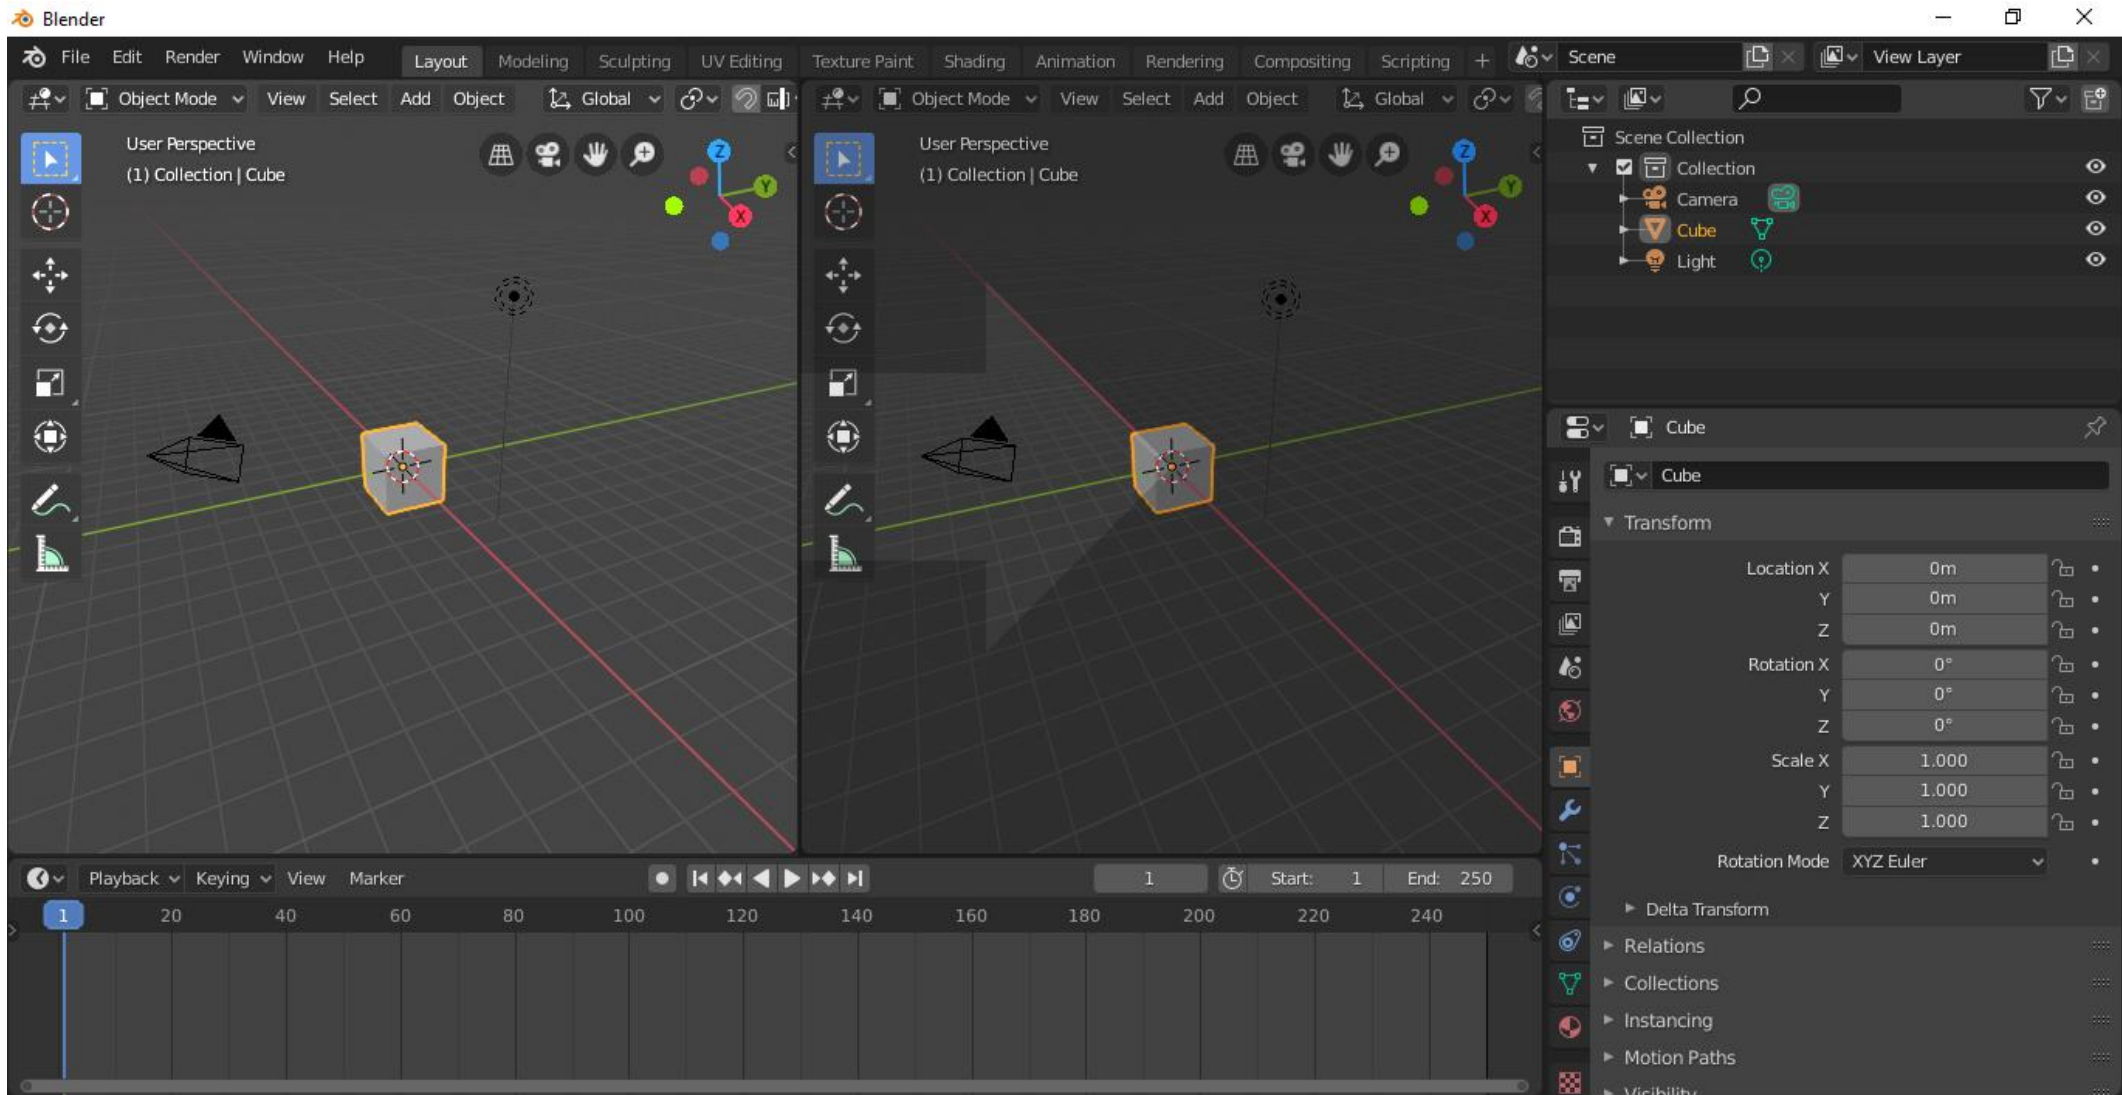 Blender
File Edit Render Window Help Layout Modeling Sculpting UV Editing Texture Paint Shading Animation Rendering Compositing Scripting + Scene View Layer
Object Mode View Select Add Object Global
User Perspective
(1) Collection | Cube
Z
Y
X
Object Mode View Select Add Object Global
User Perspective
(1) Collection | Cube
Z
Y
X
Scene Collection
Collection
Camera
Cube
Light
Cube
Cube
Transform
Location X 0m
Y 0m
Z 0m
Rotation X 0°
Y 0°
Z 0°
Scale X 1.000
Y 1.000
Z 1.000
Rotation Mode XYZ Euler
Delta Transform
Relations
Collections
Instancing
Motion Paths
Visibility
Playback Keying View Marker 1 Start: 1 End: 250
1 20 40 60 80 100 120 140 160 180 200 220 240